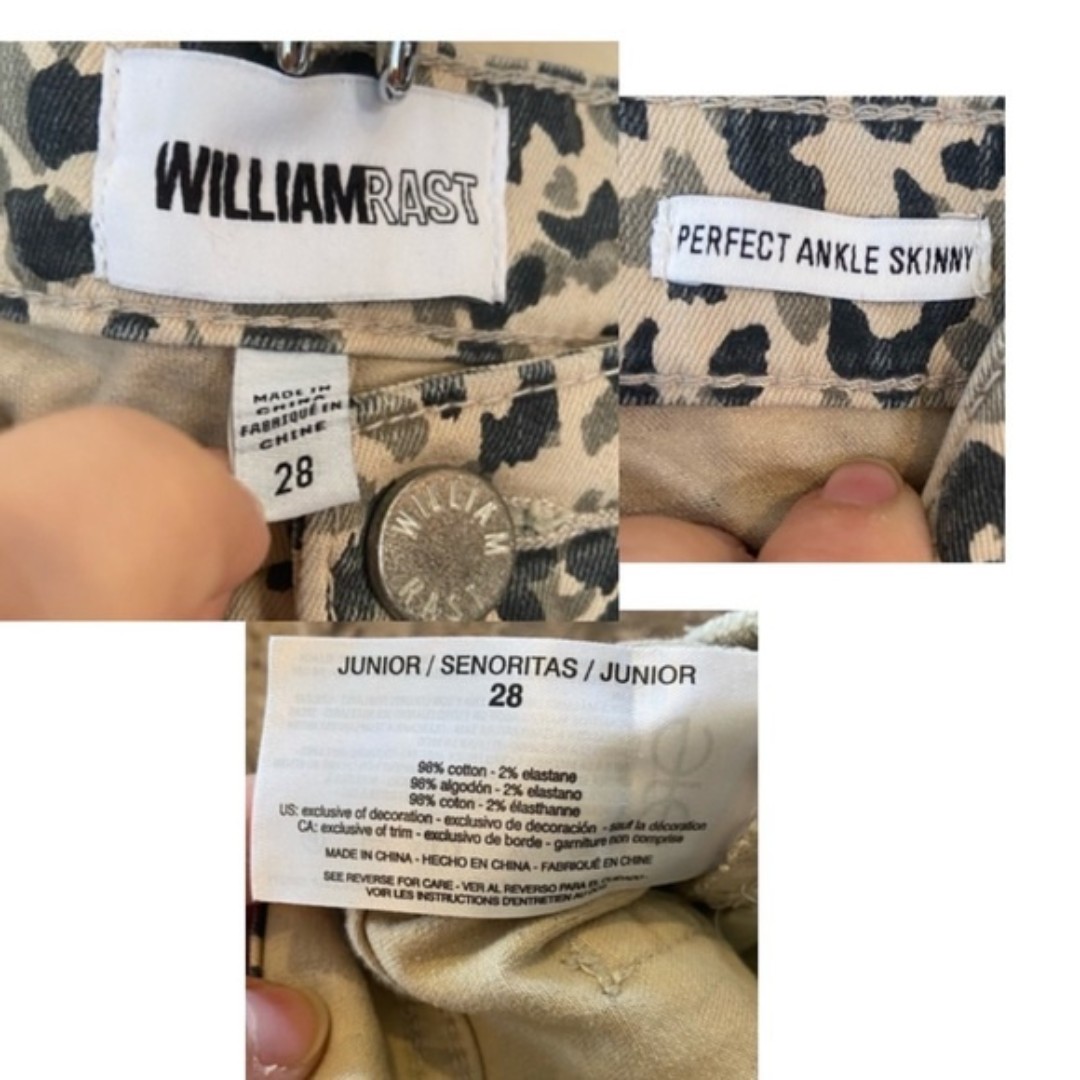 WILLIAMRAST
MADE IN
CHINA
FABRIQUÉ EN
CHINE
28
WILLIAM
RAST
PERFECT ANKLE SKINNY
JUNIOR / SENORITAS / JUNIOR
28
98% cotton - 2% elastane
98% algodón - 2% elastano
98% coton - 2% élasthanne
US: exclusive of decoration - exclusivo de decoración - sauf la décoration
CA: exclusive of trim - exclusivo de borde - garniture non comprise
MADE IN CHINA - HECHO EN CHINA - FABRIQUÉ EN CHINE
SEE REVERSE FOR CARE - VER AL REVERSO PARA EL CUIDADO -
VOIR LES INSTRUCTIONS D'ENTRETIEN AU DOS